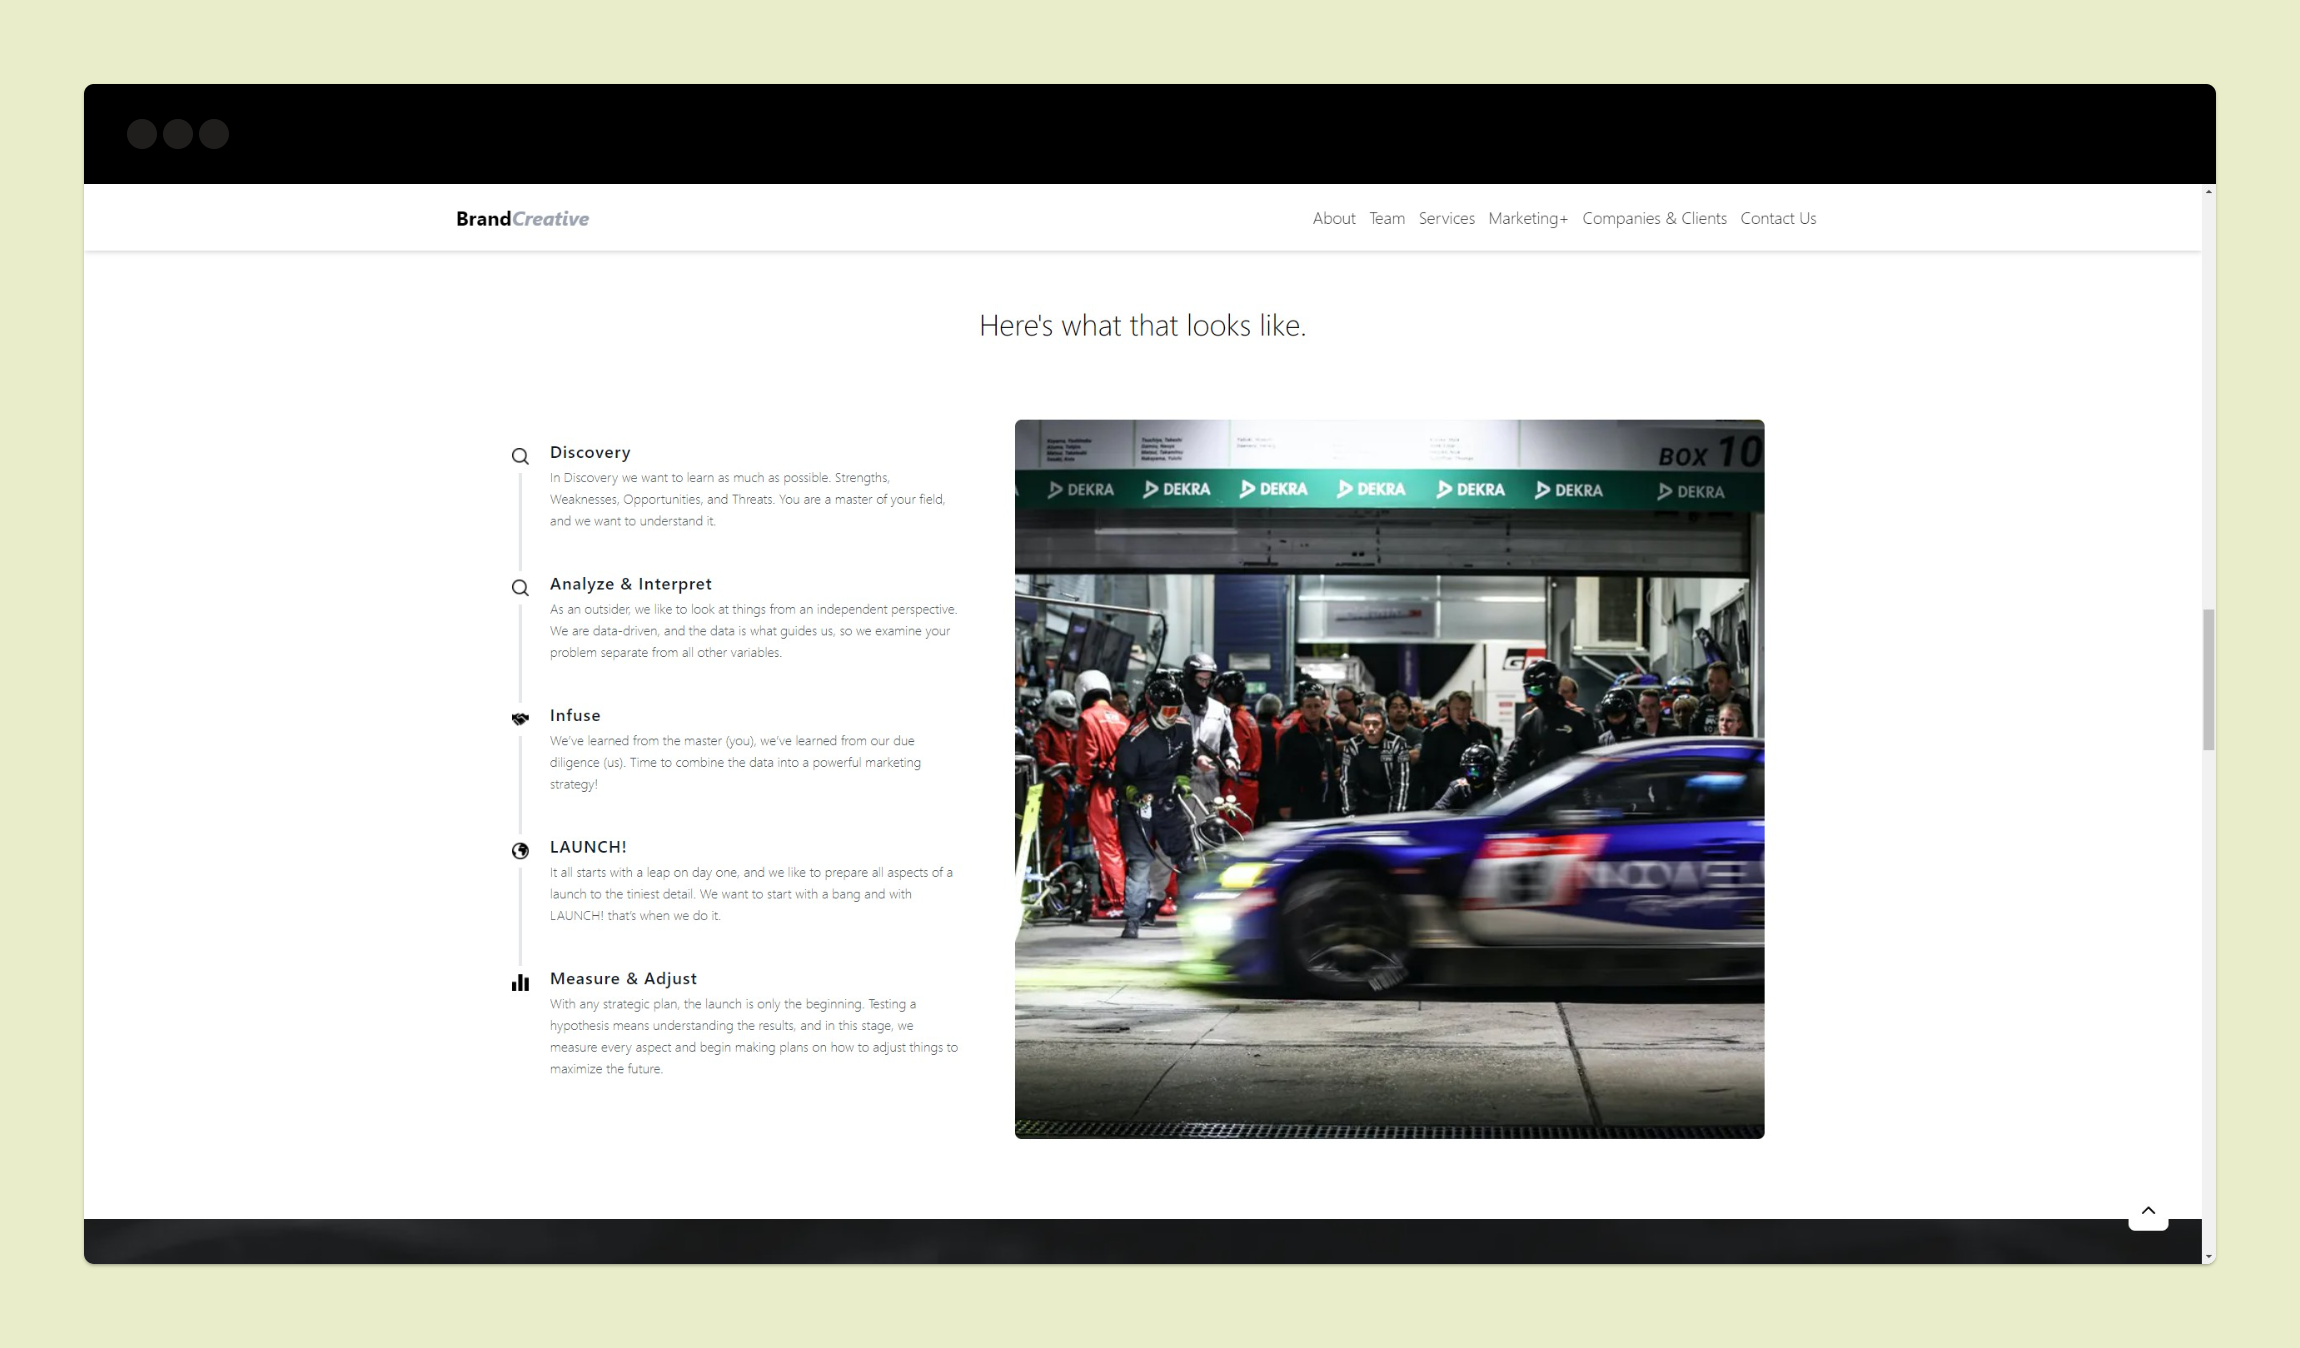 BrandCreative
About Team Services Marketing+ Companies & Clients Contact Us
Here's what that looks like.
Discovery
In Discovery we want to learn as much as possible. Strengths,
Weaknesses, Opportunities, and Threats. You are a master of your field,
and we want to understand it.
Analyze & Interpret
As an outsider, we like to look at things from an independent perspective.
We are data-driven, and the data is what guides us, so we examine your
problem separate from all other variables.
Infuse
We've learned from the master (you), we've learned from our due
diligence (us). Time to combine the data into a powerful marketing
strategy!
LAUNCH!
It all starts with a leap on day one, and we like to prepare all aspects of a
launch to the tiniest detail. We want to start with a bang and with
LAUNCH! that's when we do it.
Measure & Adjust
With any strategic plan, the launch is only the beginning. Testing a
hypothesis means understanding the results, and in this stage, we
measure every aspect and begin making plans on how to adjust things to
maximize the future.
BOX 10
DEKRA DEKRA DEKRA DEKRA DEKRA DEKRA DEKRA
GR